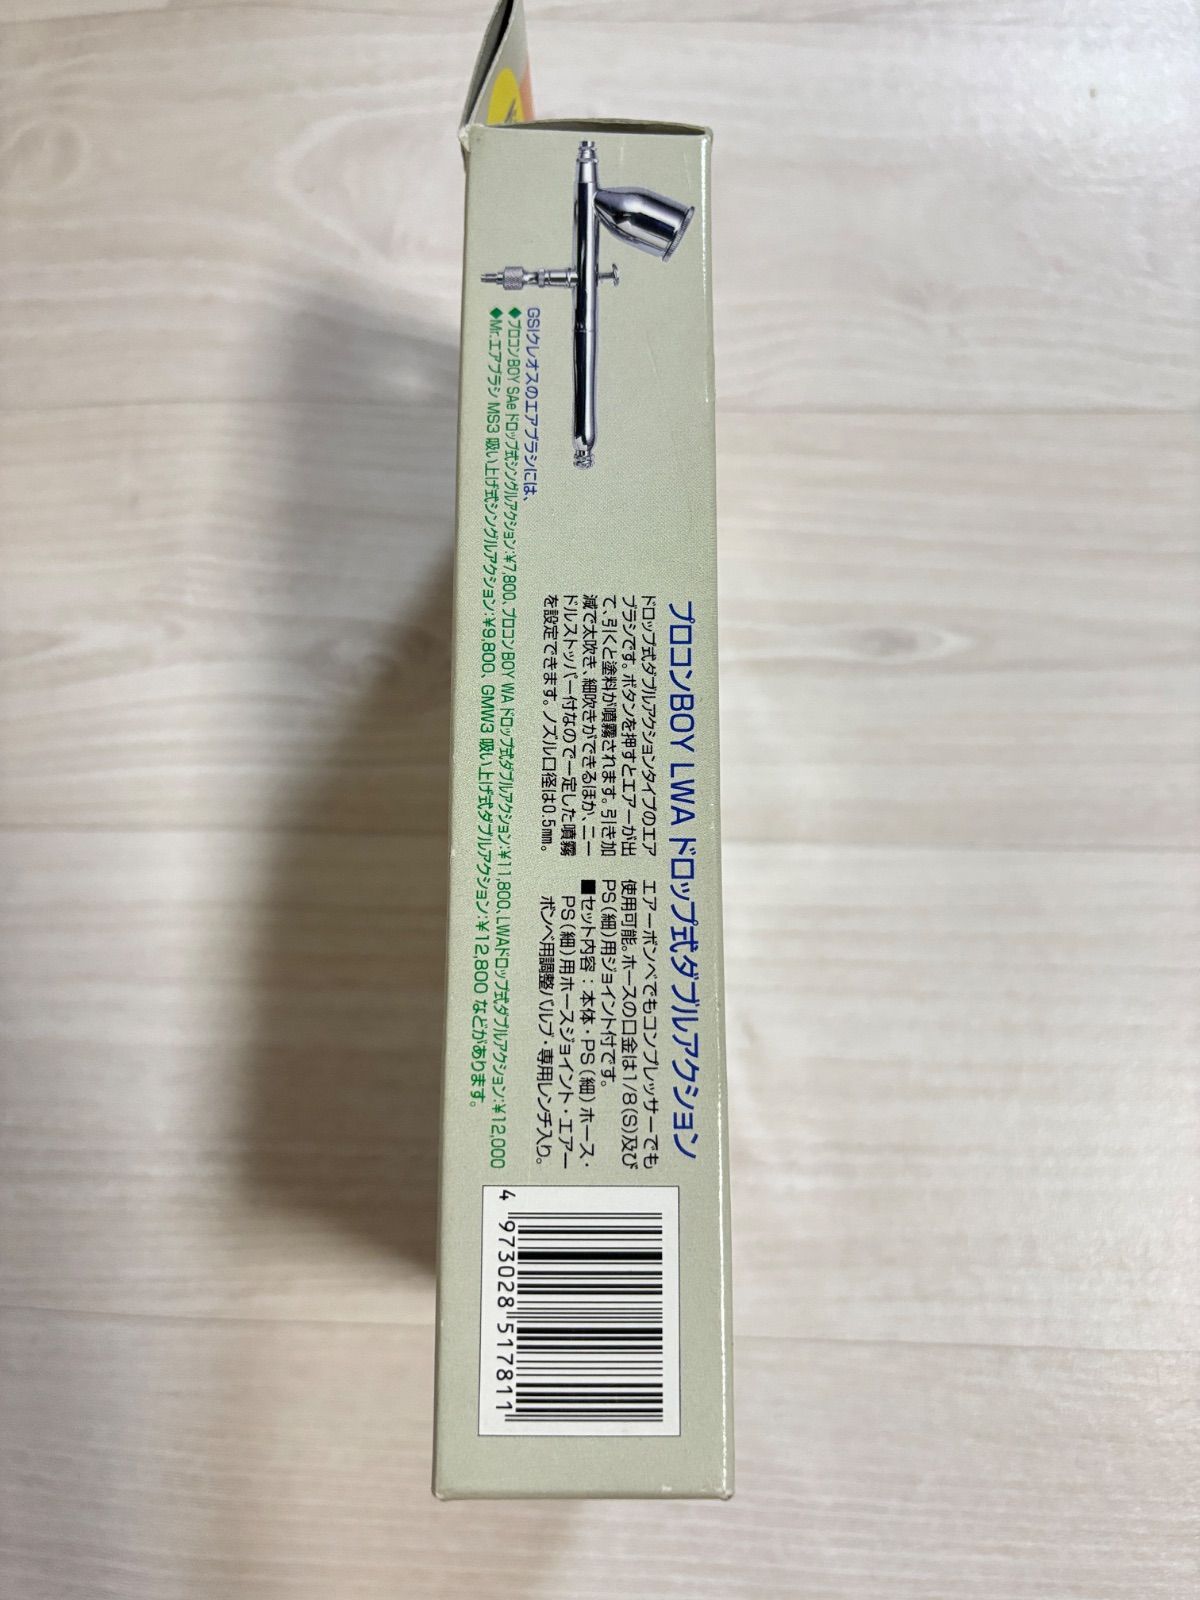 プロコンBOY LWA ドロップ式ダブルアクション
ドロップ式ダブルアクションタイプのエア
ブラシです。ボタンを押すとエアーが出
て、引くと塗料が噴霧されます。引き加
減で太吹き、細吹きができるほか、ニー
ドルストッパー付なので一定した噴霧
を設定できます。ノズル口径は0.5㎜。
エアーボンベでもコンプレッサーでも
使用可能。ホースの口金は1/8(S)及び
PS(細)用ジョイント付です。
■セット内容:本体・PS(細)ホース・
PS(細)用ホースジョイント・エアー
ボンベ用調整バルブ・専用レンチ入り。
GSIクレオスのエアブラシには、
◆プロコンBOY SAe ドロップ式シングルアクション:¥7,800、プロコンBOY WA ドロップ式ダブルアクション:¥11,800、LWAドロップ式ダブルアクション:¥12,000
◆Mr.エアブラシ MS3 吸い上げ式シングルアクション:¥9,800、GMW3 吸い上げ式ダブルアクション:¥12,800 などがあります。
4 973028 517811